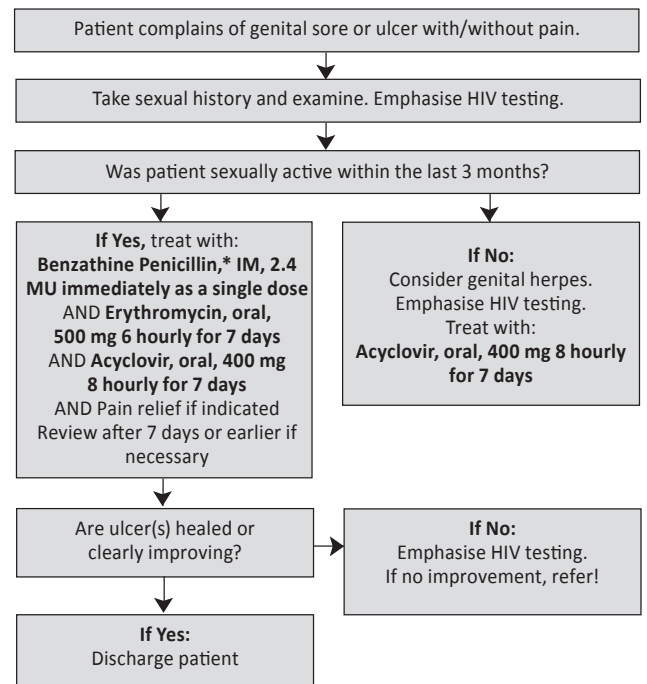 Patient complains of genital sore or ulcer with/without pain.
Take sexual history and examine. Emphasise HIV testing.
Was patient sexually active within the last 3 months?
If Yes, treat with:
Benzathine Penicillin,* IM, 2.4
MU immediately as a single dose
AND Erythromycin, oral,
500 mg 6 hourly for 7 days
AND Acyclovir, oral, 400 mg
8 hourly for 7 days
AND Pain relief if indicated
Review after 7 days or earlier if
necessary
If No:
Consider genital herpes.
Emphasise HIV testing.
Treat with:
Acyclovir, oral, 400 mg 8 hourly
for 7 days
Are ulcer(s) healed or
clearly improving?
If No:
Emphasise HIV testing.
If no improvement, refer!
If Yes:
Discharge patient